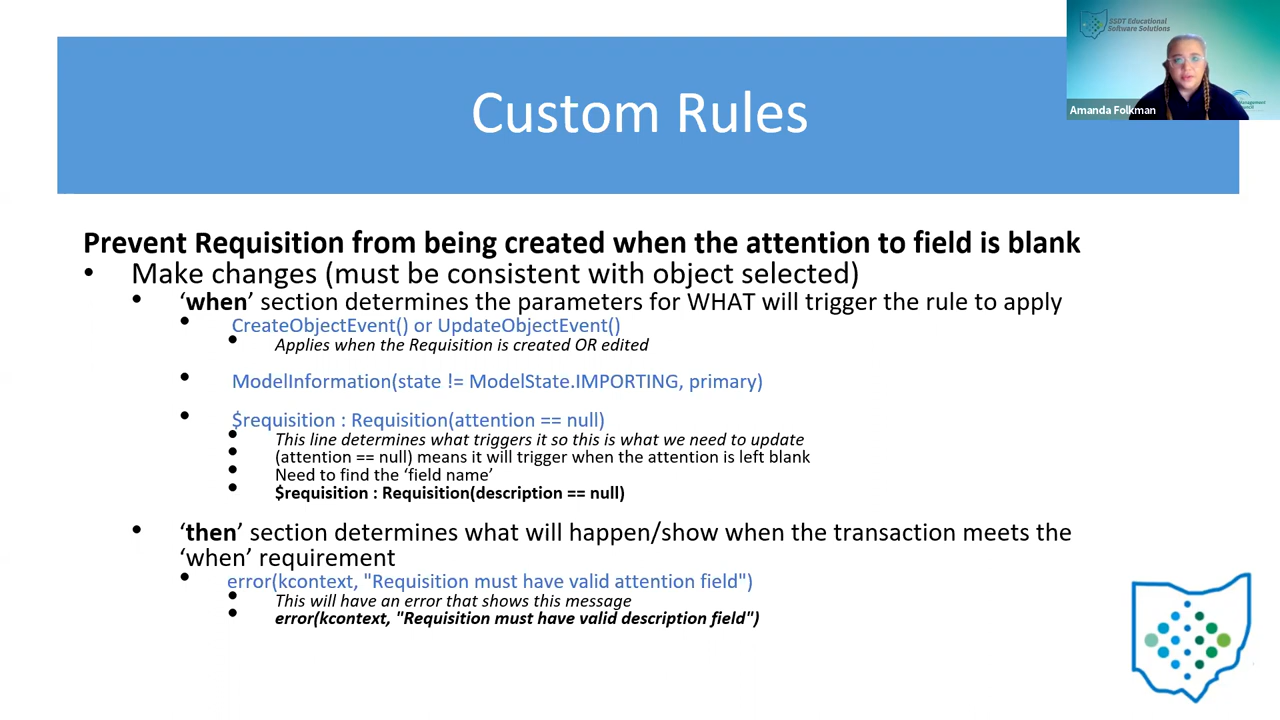 SSDT Educational
Software Solutions
Amanda Folkman
Custom Rules
Prevent Requisition from being created when the attention to field is blank
• Make changes (must be consistent with object selected)
• ‘when’ section determines the parameters for WHAT will trigger the rule to apply
• CreateObjectEvent() or UpdateObjectEvent()
• Applies when the Requisition is created OR edited
• ModelInformation(state != ModelState.IMPORTING, primary)
• $requisition : Requisition(attention == null)
• This line determines what triggers it so this is what we need to update
• (attention == null) means it will trigger when the attention is left blank
• Need to find the ‘field name’
• $requisition : Requisition(description == null)
• ‘then’ section determines what will happen/show when the transaction meets the
‘when’ requirement
• error(kcontext, "Requisition must have valid attention field")
• This will have an error that shows this message
• error(kcontext, "Requisition must have valid description field")